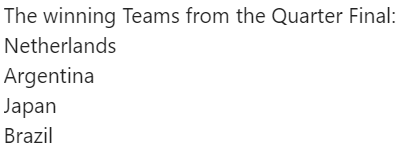 The winning Teams from the Quarter Final:
Netherlands
Argentina
Japan
Brazil